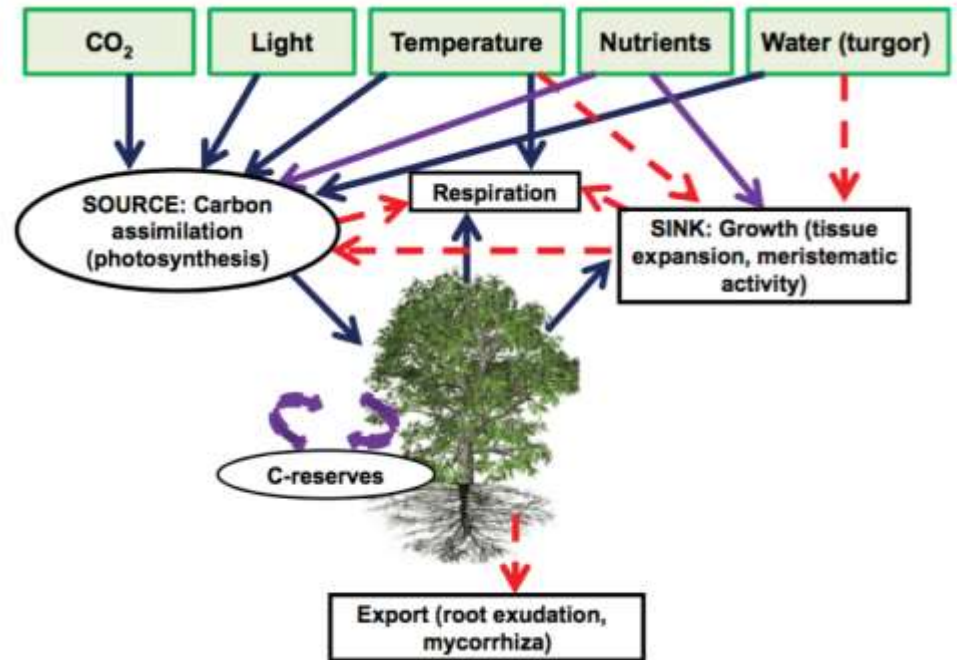 CO₂
Light
Temperature
Nutrients
Water (turgor)
SOURCE: Carbon
assimilation
(photosynthesis)
Respiration
SINK: Growth (tissue
expansion, meristematic
activity)
C-reserves
Export (root exudation,
mycorrhiza)